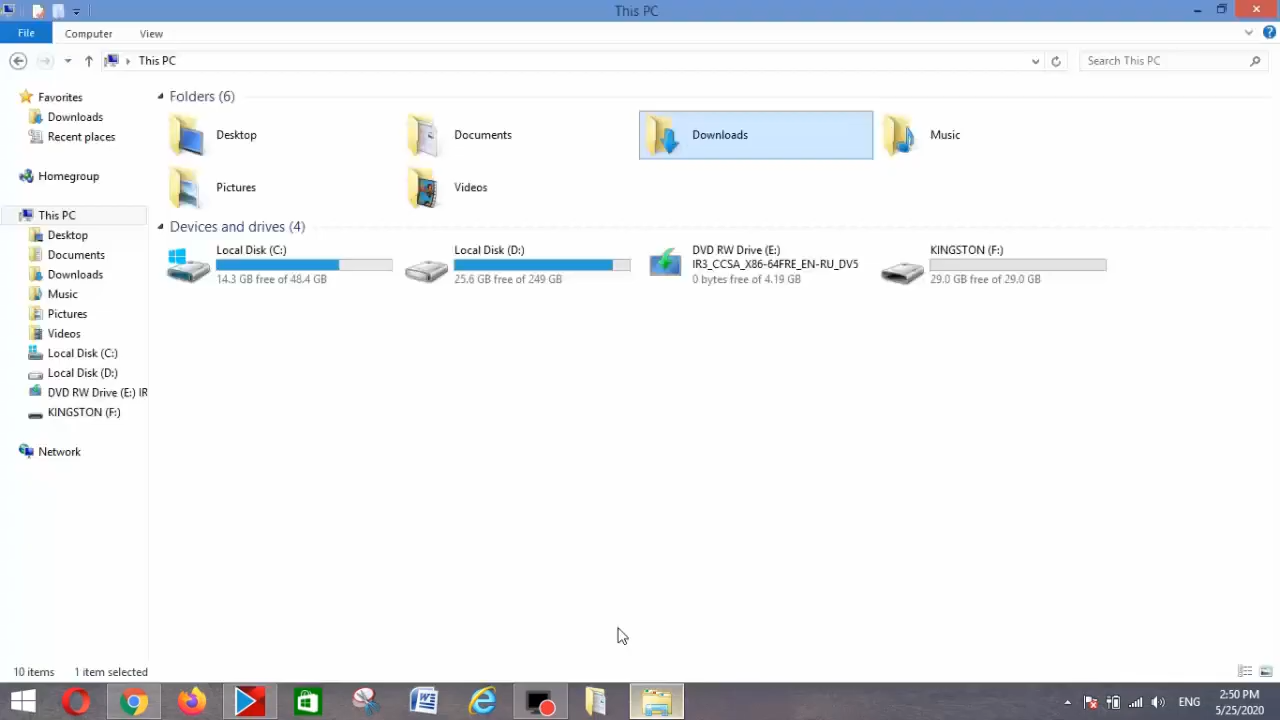 This PC
File
Computer
View
This PC
Search This PC
Favorites
Downloads
Recent places
Homegroup
This PC
Desktop
Documents
Downloads
Music
Pictures
Videos
Local Disk (C:)
Local Disk (D:)
DVD RW Drive (E:) IR
KINGSTON (F:)
Network
Folders (6)
Desktop
Documents
Downloads
Music
Pictures
Videos
Devices and drives (4)
Local Disk (C:)
14.3 GB free of 48.4 GB
Local Disk (D:)
25.6 GB free of 249 GB
DVD RW Drive (E:)
IR3_CCSA_X86-64FRE_EN-RU_DV5
0 bytes free of 4.19 GB
KINGSTON (F:)
29.0 GB free of 29.0 GB
10 items
1 item selected
ENG
2:50 PM
5/25/2020